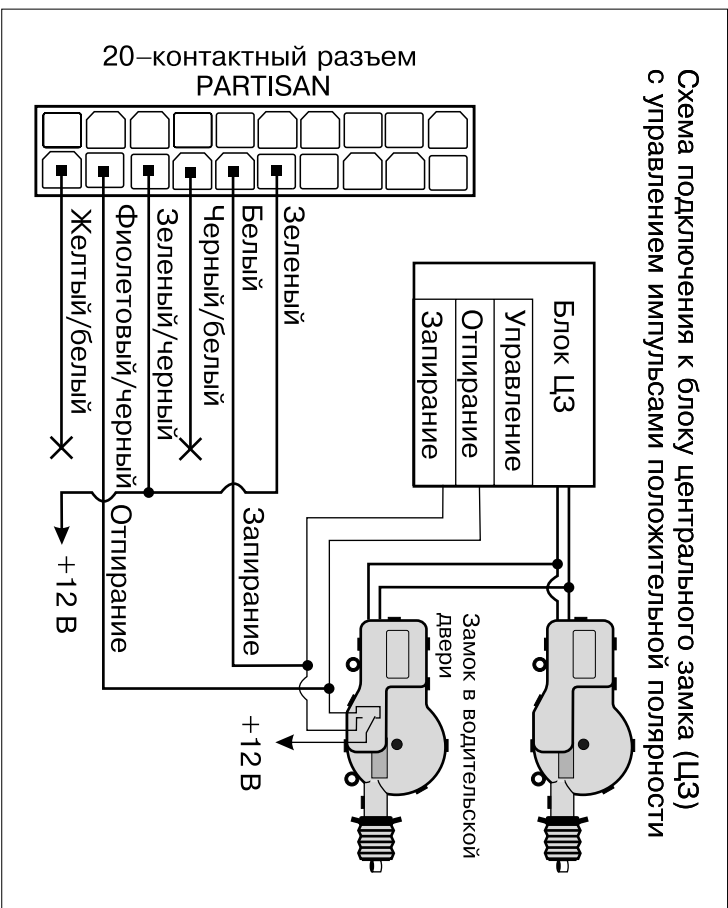 Схема подключения к блоку центрального замка (ЦЗ)
с управлением импульсами положительной полярности
20–контактный разъем
PARTISAN
Зеленый
Белый
Черный/белый
Зеленый/черный
Фиолетовый/черный
Желтый/белый
Запирание
Отпирание
+12 В
Блок ЦЗ
Управление
Отпирание
Запирание
Замок в водительской
двери
+12 В